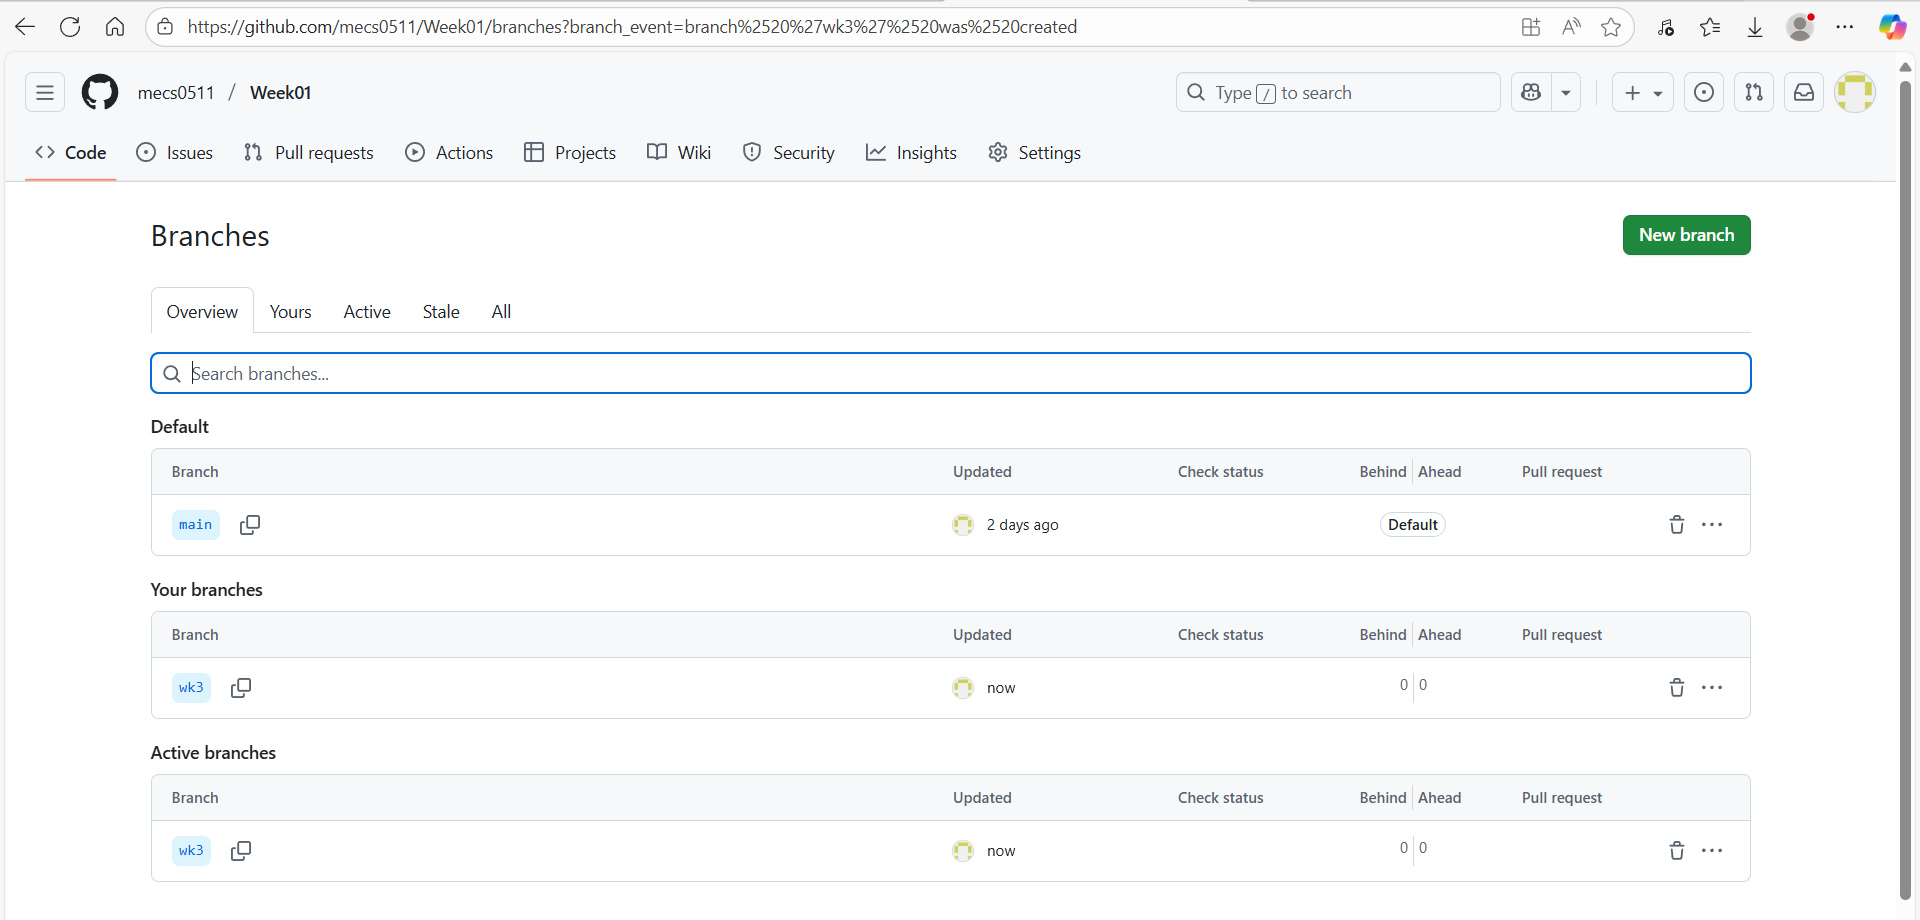 https://github.com/mecs0511/Week01/branches?branch_event=branch%2520%27wk3%27%2520was%2520created
mecs0511 / Week01
Type / to search
Code Issues Pull requests Actions Projects Wiki Security Insights Settings
Branches
New branch
Overview Yours Active Stale All
Search branches...
Default
Branch Updated Check status Behind Ahead Pull request
main 2 days ago Default
Your branches
Branch Updated Check status Behind Ahead Pull request
wk3 now 0 0
Active branches
Branch Updated Check status Behind Ahead Pull request
wk3 now 0 0